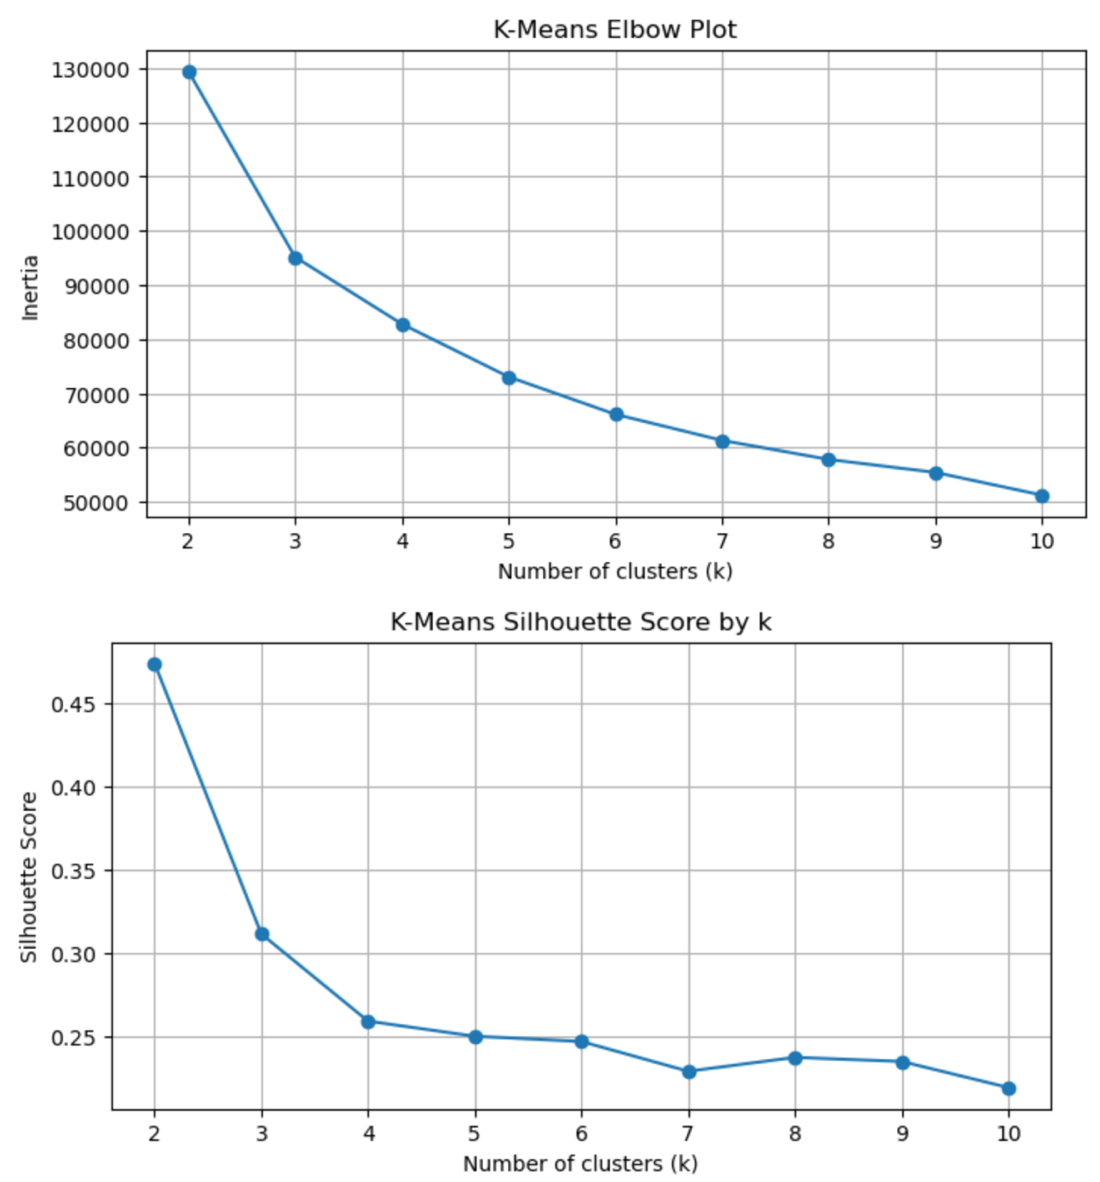 K-Means Elbow Plot
130000
120000
110000
100000
90000
80000
70000
60000
50000
Inertia
2 3 4 5 6 7 8 9 10
Number of clusters (k)
K-Means Silhouette Score by k
0.45
0.40
0.35
0.30
0.25
Silhouette Score
2 3 4 5 6 7 8 9 10
Number of clusters (k)